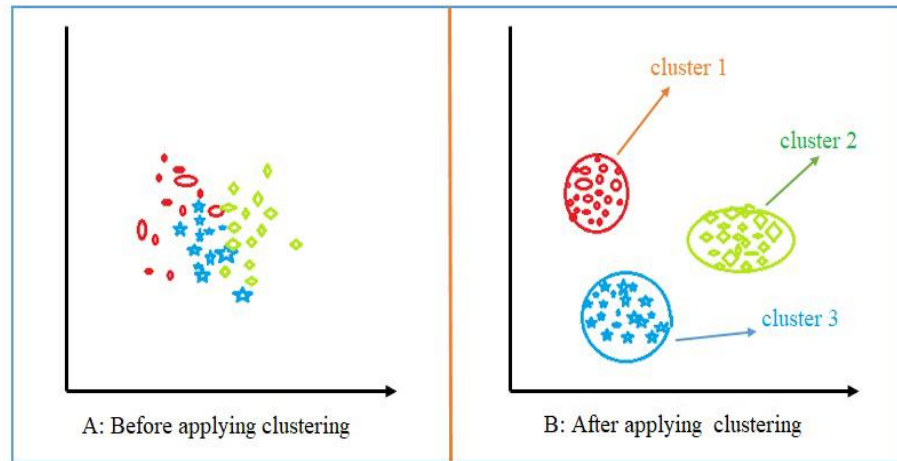 cluster 1
cluster 2
cluster 3
A: Before applying clustering
B: After applying clustering